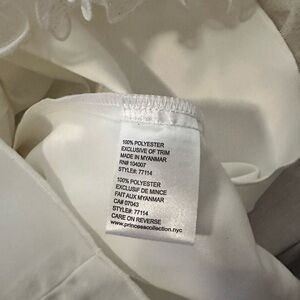 100% POLYESTER
EXCLUSIVE OF TRIM
MADE IN MYANMAR
RN# 104007
STYLE#: 77114
100% POLYESTER
EXCLUSIF DE MINCE
FAIT AUX MYANMAR
CA# 07043
STYLE#: 77114
CARE ON REVERSE
www.princesscollection.nyc